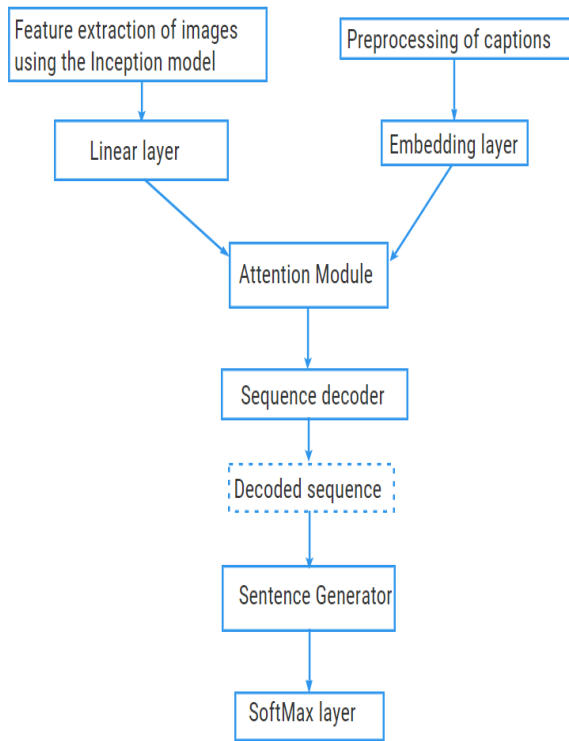 Feature extraction of images
using the Inception model
Preprocessing of captions
Linear layer
Embedding layer
Attention Module
Sequence decoder
Decoded sequence
Sentence Generator
SoftMax layer